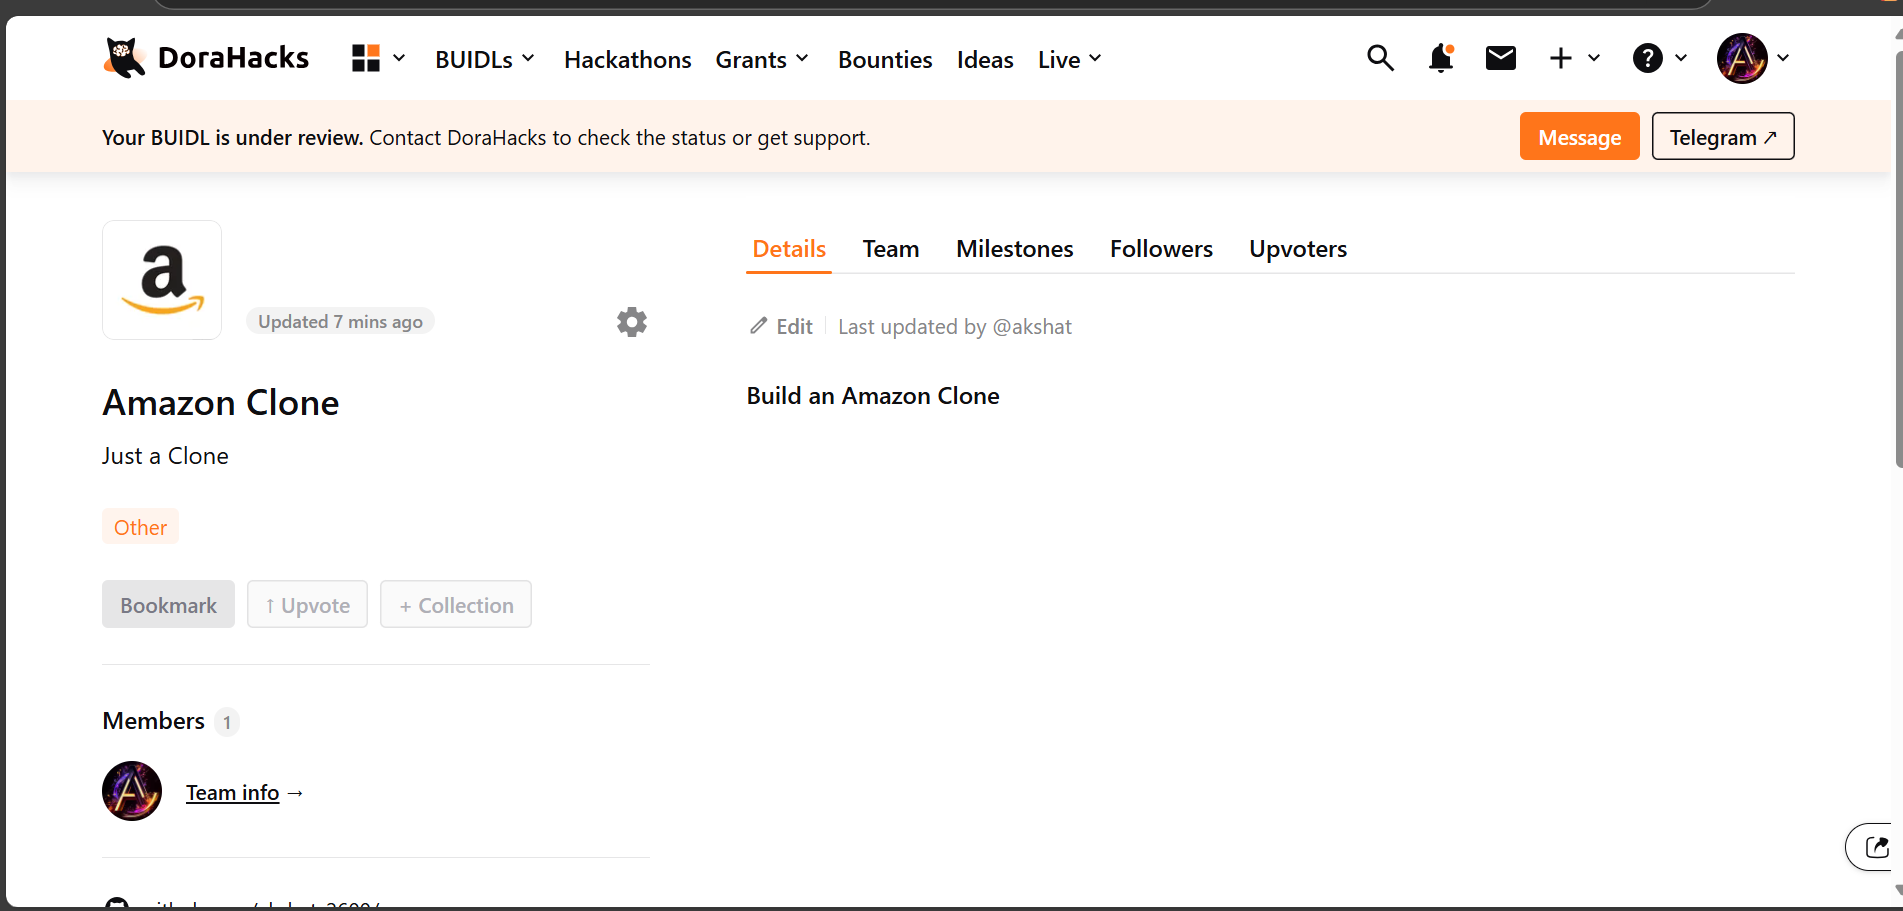 DoraHacks BUIDLs Hackathons Grants Bounties Ideas Live
Your BUIDL is under review. Contact DoraHacks to check the status or get support. Message Telegram ↗
a
Updated 7 mins ago
Amazon Clone
Just a Clone
Other
Bookmark ↑ Upvote + Collection
Members 1
Team info →
Details Team Milestones Followers Upvoters
Edit Last updated by @akshat
Build an Amazon Clone